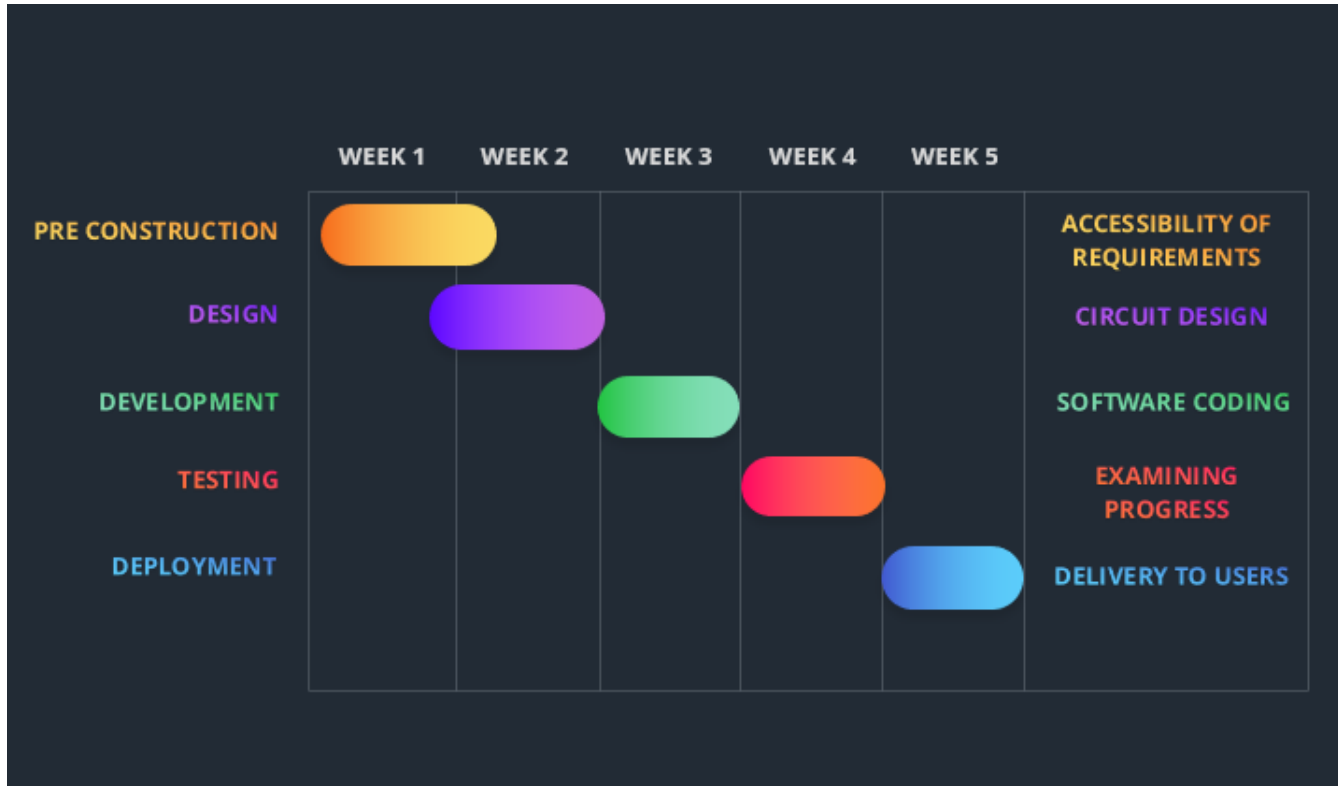 WEEK 1 WEEK 2 WEEK 3 WEEK 4 WEEK 5
PRE CONSTRUCTION
ACCESSIBILITY OF
REQUIREMENTS
DESIGN
CIRCUIT DESIGN
DEVELOPMENT
SOFTWARE CODING
TESTING
EXAMINING
PROGRESS
DEPLOYMENT
DELIVERY TO USERS